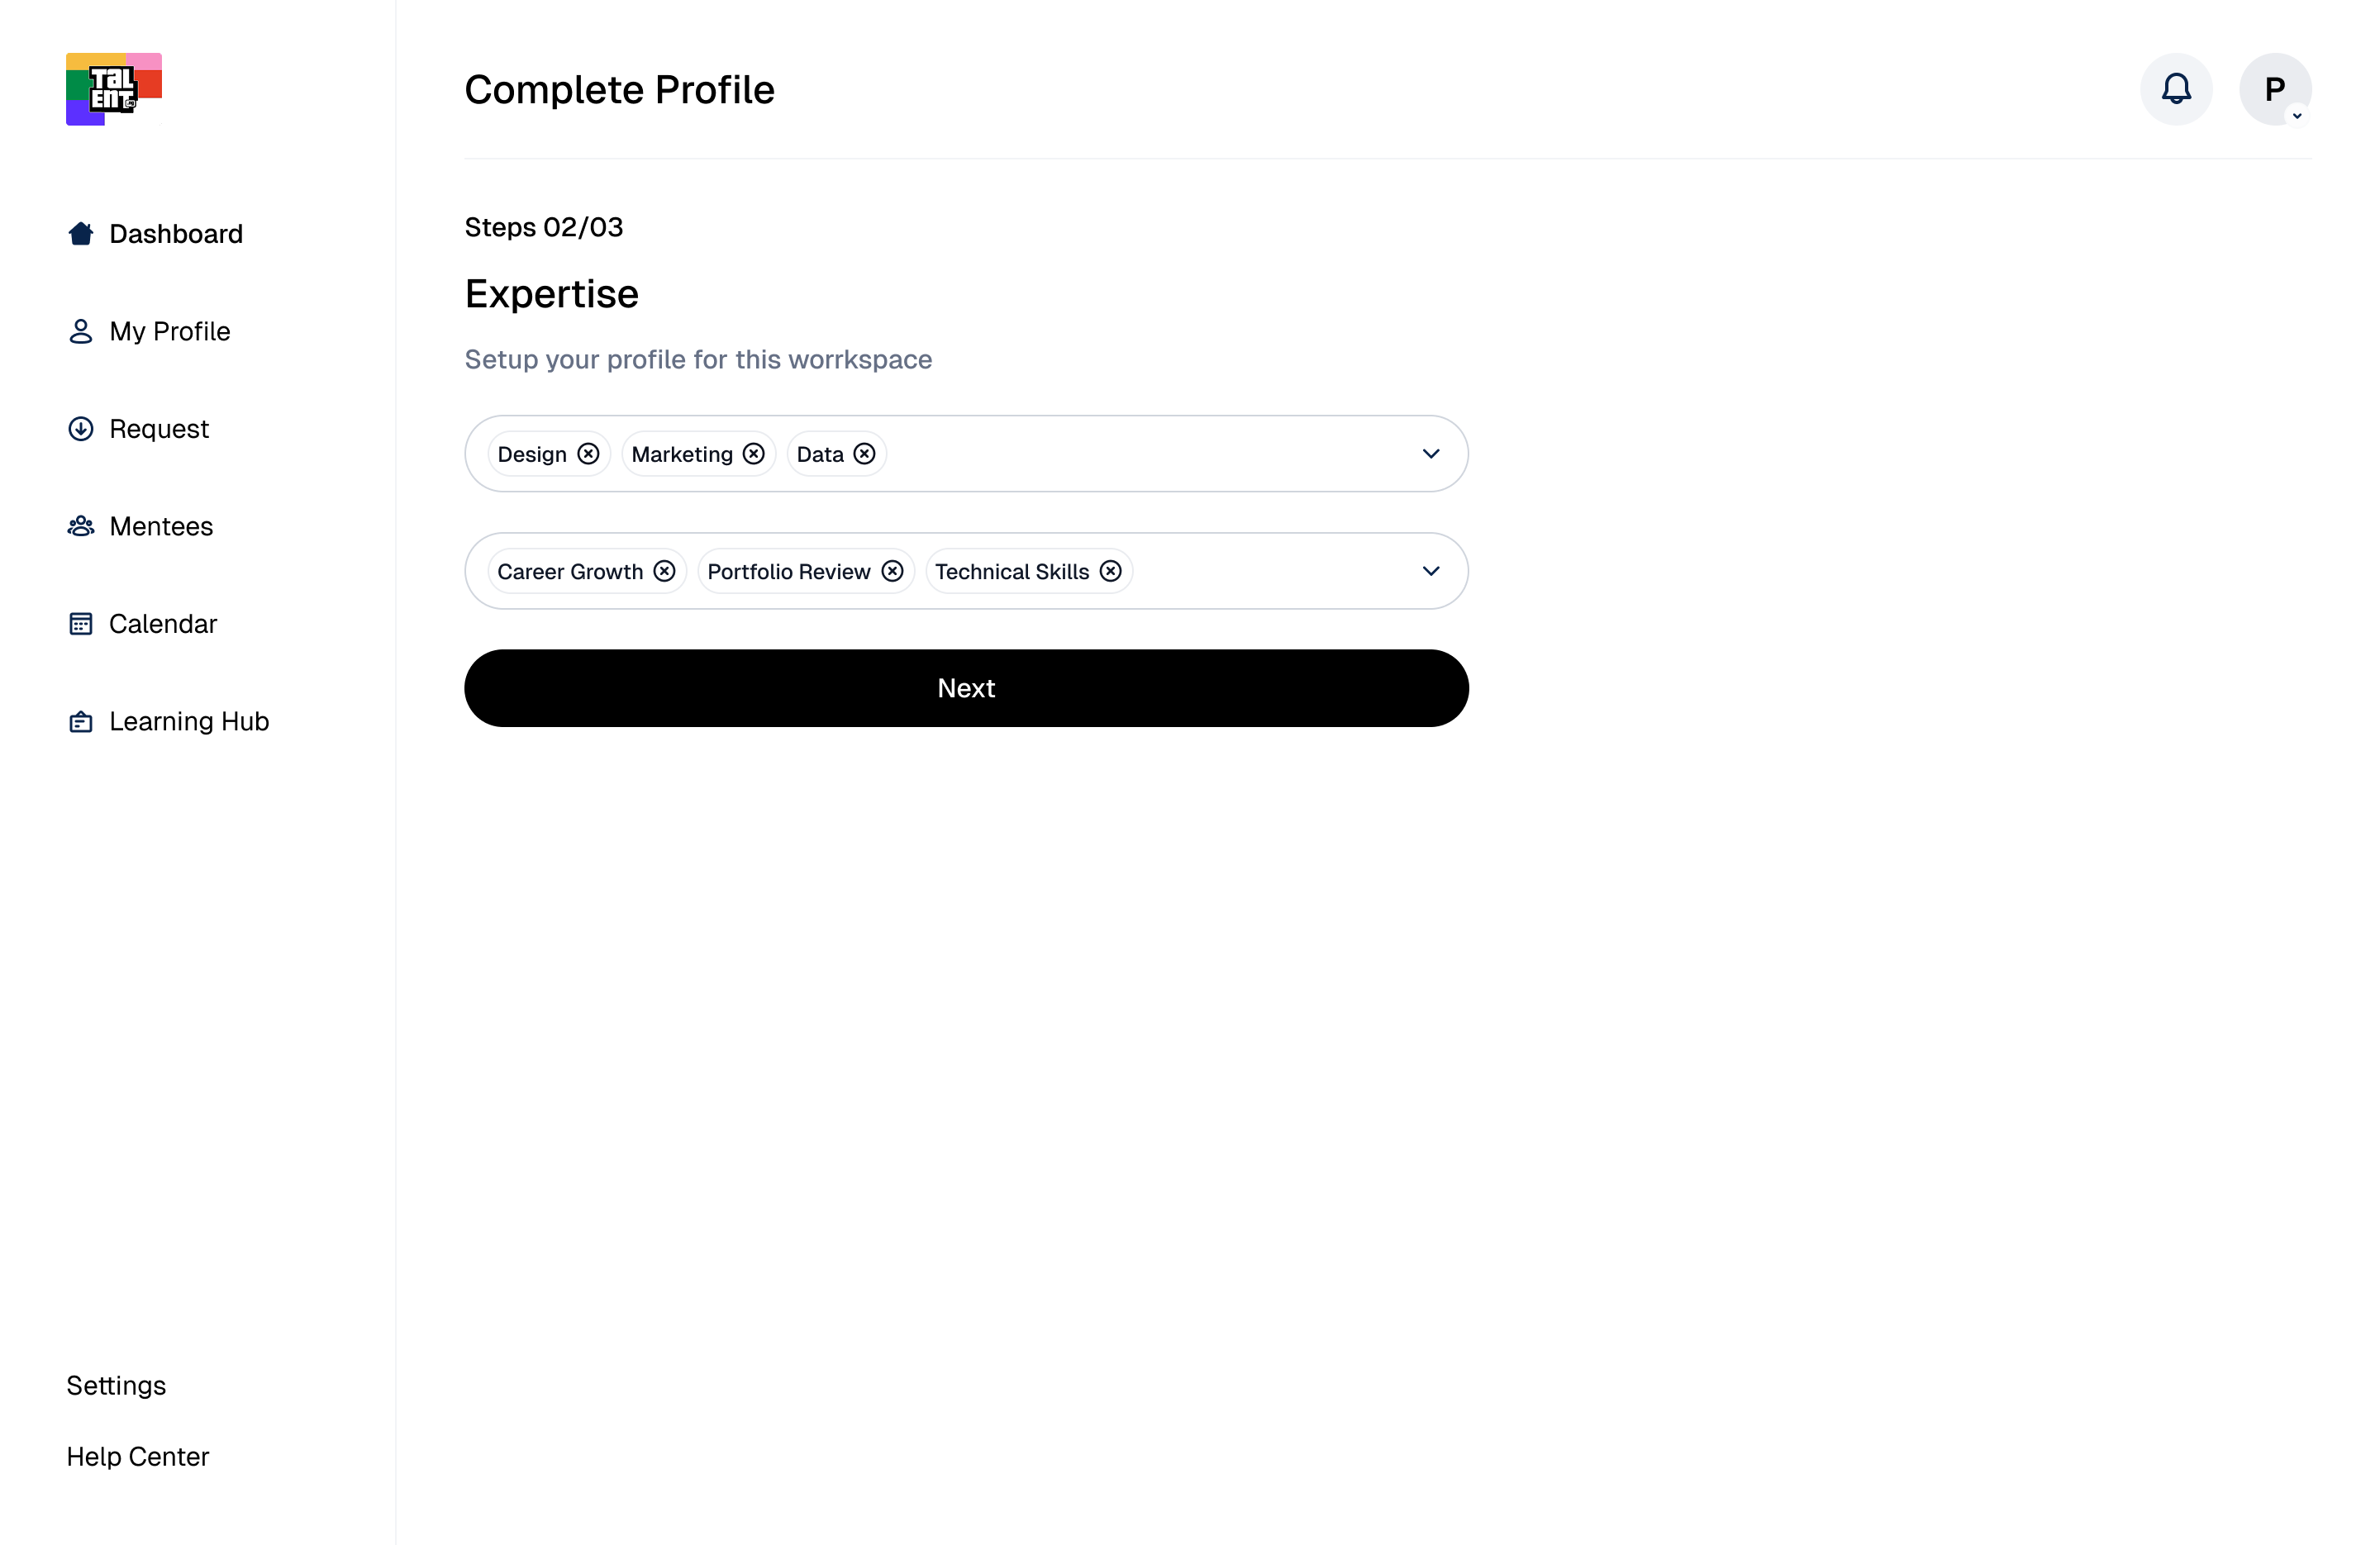 Tal
Ent
Complete Profile
P
Dashboard
My Profile
Request
Mentees
Calendar
Learning Hub
Settings
Help Center
Steps 02/03
Expertise
Setup your profile for this worrkspace
Design Marketing Data
Career Growth Portfolio Review Technical Skills
Next